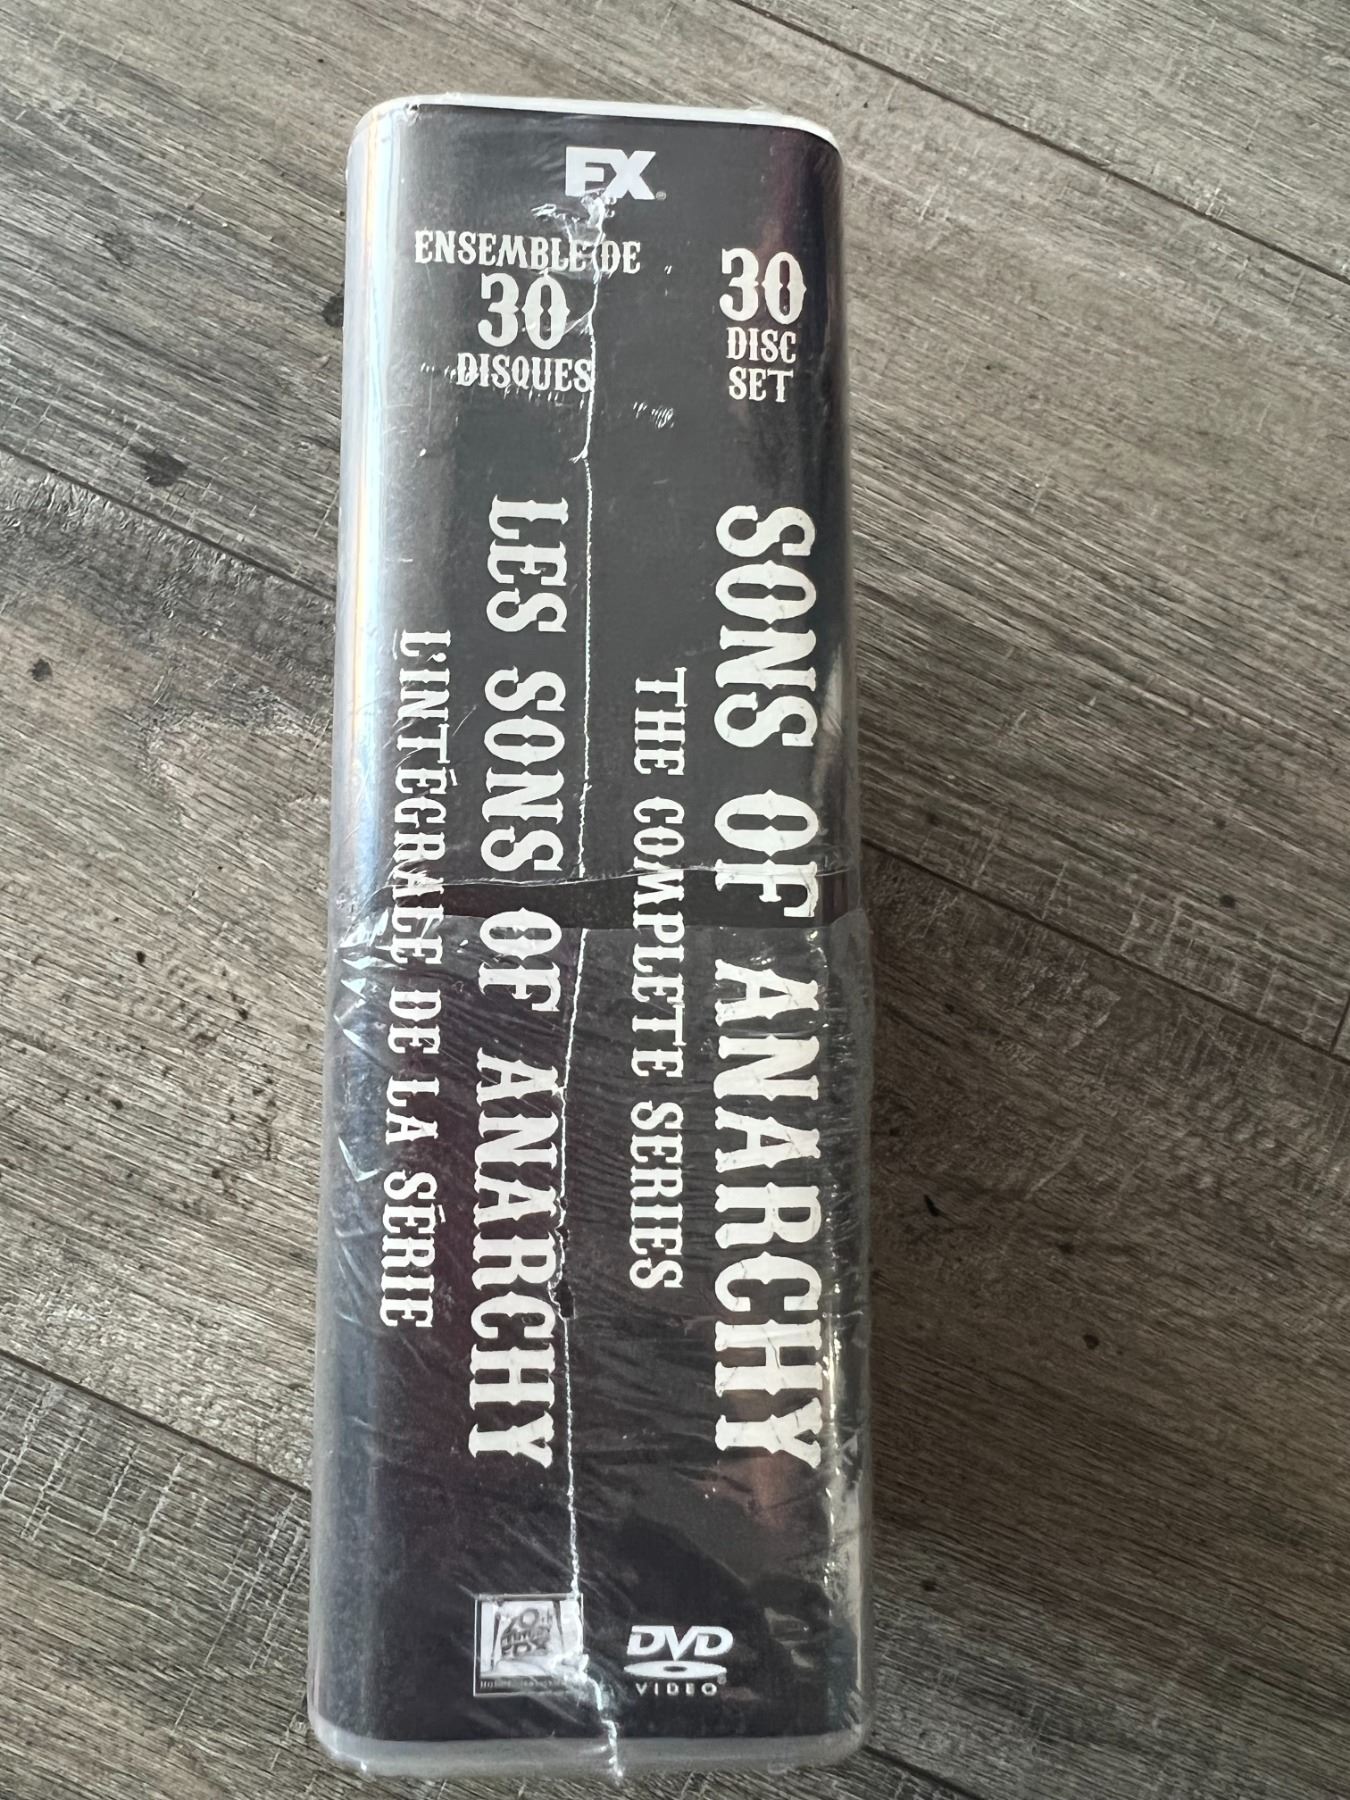 FX
ENSEMBLE DE
30
DISQUES
30
DISC
SET
SONS OF ANARCHY
THE COMPLETE SERIES
LES SONS OF ANARCHY
L'INTÉGRALE DE LA SÉRIE
DVD
VIDEO